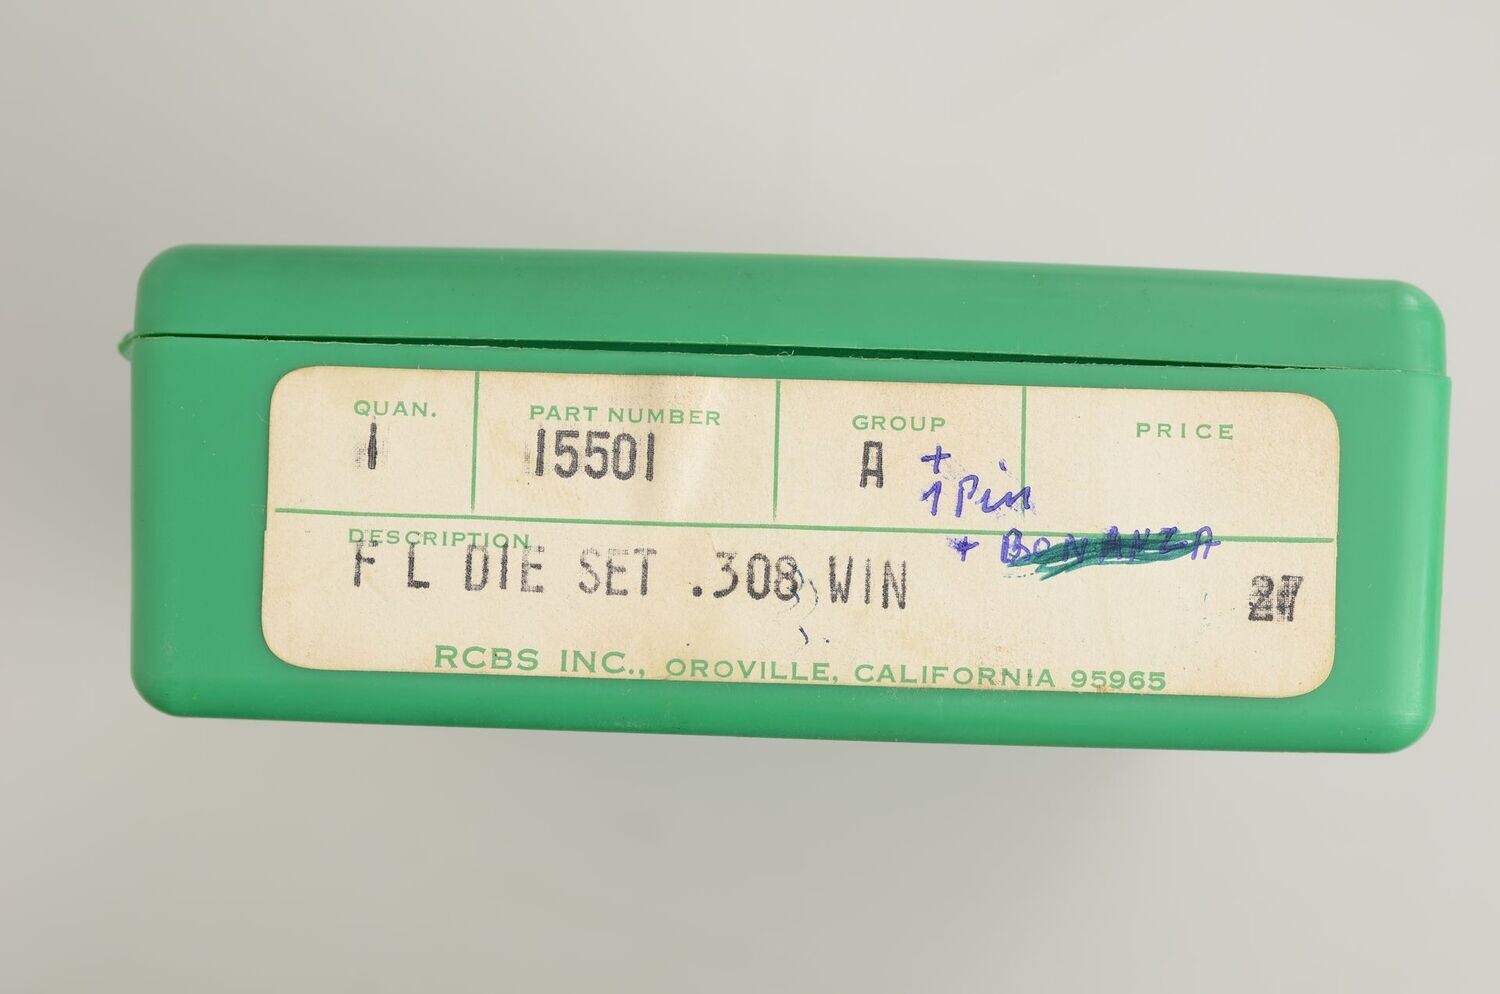 QUAN. PART NUMBER GROUP PRICE
1 15501 A +
1 Pin
DESCRIPTION + BONANZA
F L DIE SET .308 WIN
RCBS INC., OROVILLE, CALIFORNIA 95965